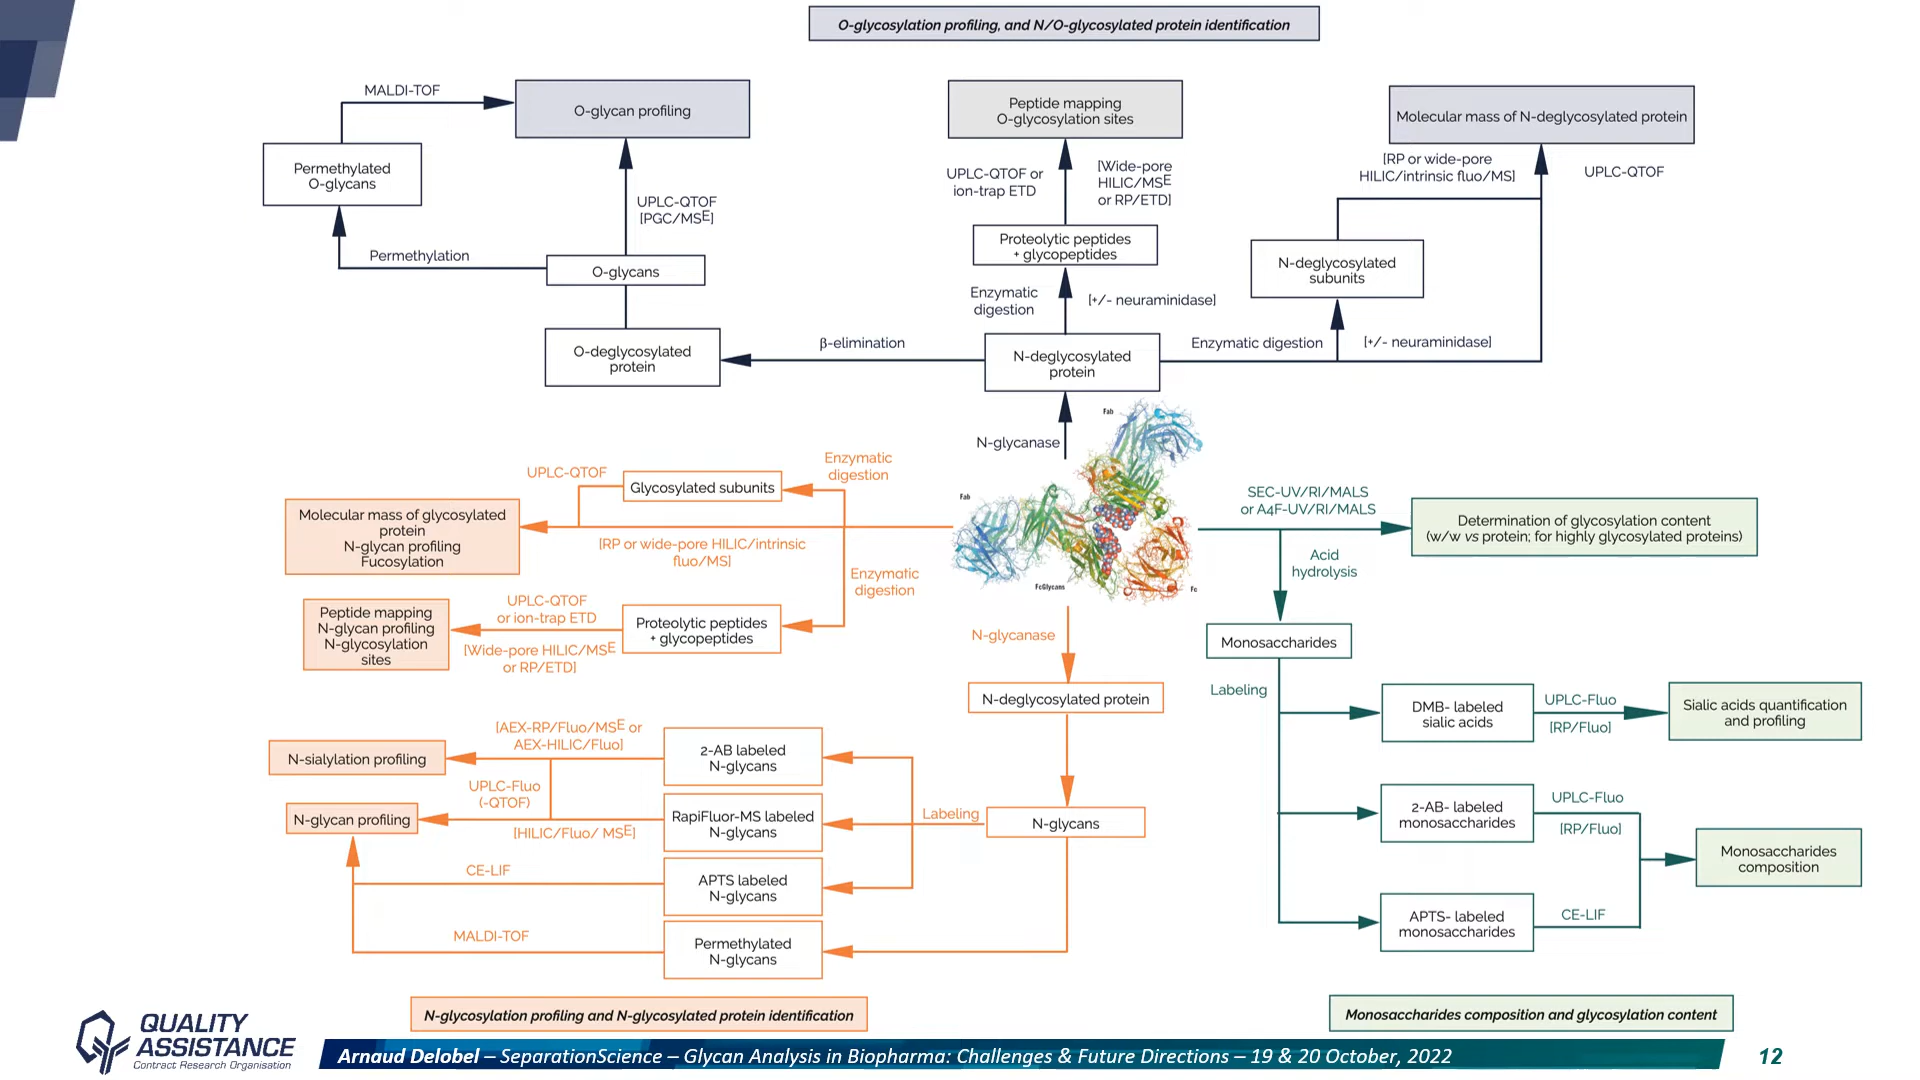 O-glycosylation profiling, and N/O-glycosylated protein identification
MALDI-TOF
O-glycan profiling
Permethylated
O-glycans
UPLC-QTOF
[PGC/MSE]
Permethylation
O-glycans
O-deglycosylated
protein
β-elimination
Peptide mapping
O-glycosylation sites
UPLC-QTOF or
ion-trap ETD
[Wide-pore
HILIC/MSE
or RP/ETD]
Proteolytic peptides
+ glycopeptides
Enzymatic
digestion
[+/- neuraminidase]
N-deglycosylated
protein
N-glycanase
Molecular mass of N-deglycosylated protein
[RP or wide-pore
HILIC/intrinsic fluo/MS]
UPLC-QTOF
N-deglycosylated
subunits
Enzymatic digestion
[+/- neuraminidase]
Fab
Fab
FcGlycans
Fc
Enzymatic
digestion
UPLC-QTOF
Glycosylated subunits
Molecular mass of glycosylated
protein
N-glycan profiling
Fucosylation
[RP or wide-pore HILIC/intrinsic
fluo/MS]
Enzymatic
digestion
Peptide mapping
N-glycan profiling
N-glycosylation
sites
UPLC-QTOF
or ion-trap ETD
[Wide-pore HILIC/MSE
or RP/ETD]
Proteolytic peptides
+ glycopeptides
N-glycanase
N-deglycosylated protein
N-glycans
Labeling
[AEX-RP/Fluo/MSE or
AEX-HILIC/Fluo]
2-AB labeled
N-glycans
N-sialylation profiling
UPLC-Fluo
(-QTOF)
N-glycan profiling
[HILIC/Fluo/ MSE]
RapiFluor-MS labeled
N-glycans
CE-LIF
APTS labeled
N-glycans
MALDI-TOF
Permethylated
N-glycans
SEC-UV/RI/MALS
or A4F-UV/RI/MALS
Determination of glycosylation content
(w/w vs protein; for highly glycosylated proteins)
Acid
hydrolysis
Monosaccharides
Labeling
DMB- labeled
sialic acids
UPLC-Fluo
[RP/Fluo]
Sialic acids quantification
and profiling
2-AB- labeled
monosaccharides
UPLC-Fluo
[RP/Fluo]
Monosaccharides
composition
APTS- labeled
monosaccharides
CE-LIF
N-glycosylation profiling and N-glycosylated protein identification
Monosaccharides composition and glycosylation content
QUALITY
ASSISTANCE
Contract Research Organisation
Arnaud Delobel – SeparationScience – Glycan Analysis in Biopharma: Challenges & Future Directions – 19 & 20 October, 2022
12